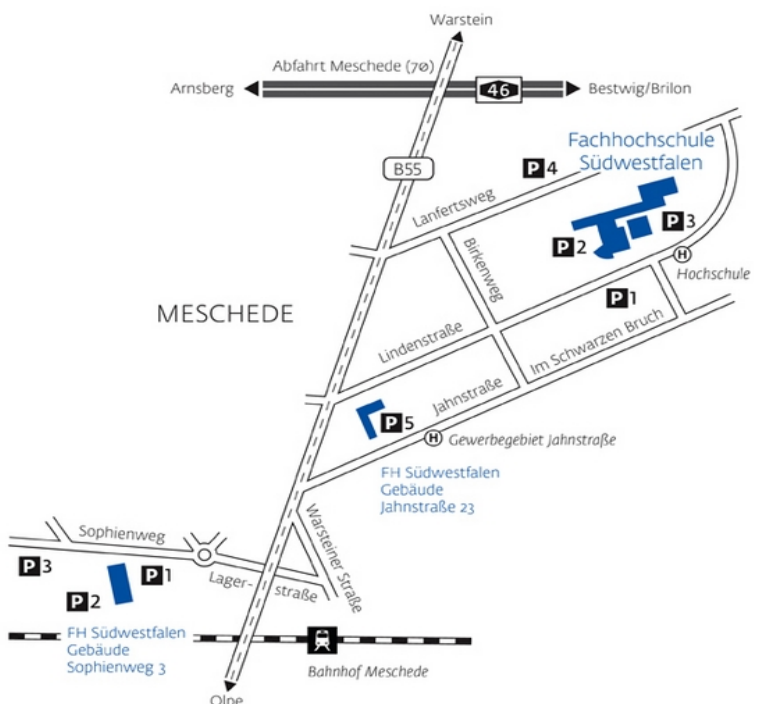 Warstein
Abfahrt Meschede (70)
Arnsberg
46
Bestwig/Brilon
Fachhochschule
Südwestfalen
B55
P 4
Lanfertsweg
P 3
P 2
Birkenweg
H
Hochschule
P 1
MESCHEDE
Lindenstraße
Im Schwarzen Bruch
Jahnstraße
P 5
H Gewerbegebiet Jahnstraße
FH Südwestfalen
Gebäude
Jahnstraße 23
Sophienweg
Warsteiner Straße
P 3
P 1
Lager-straße
P 2
FH Südwestfalen
Gebäude
Sophienweg 3
Bahnhof Meschede
Olpe